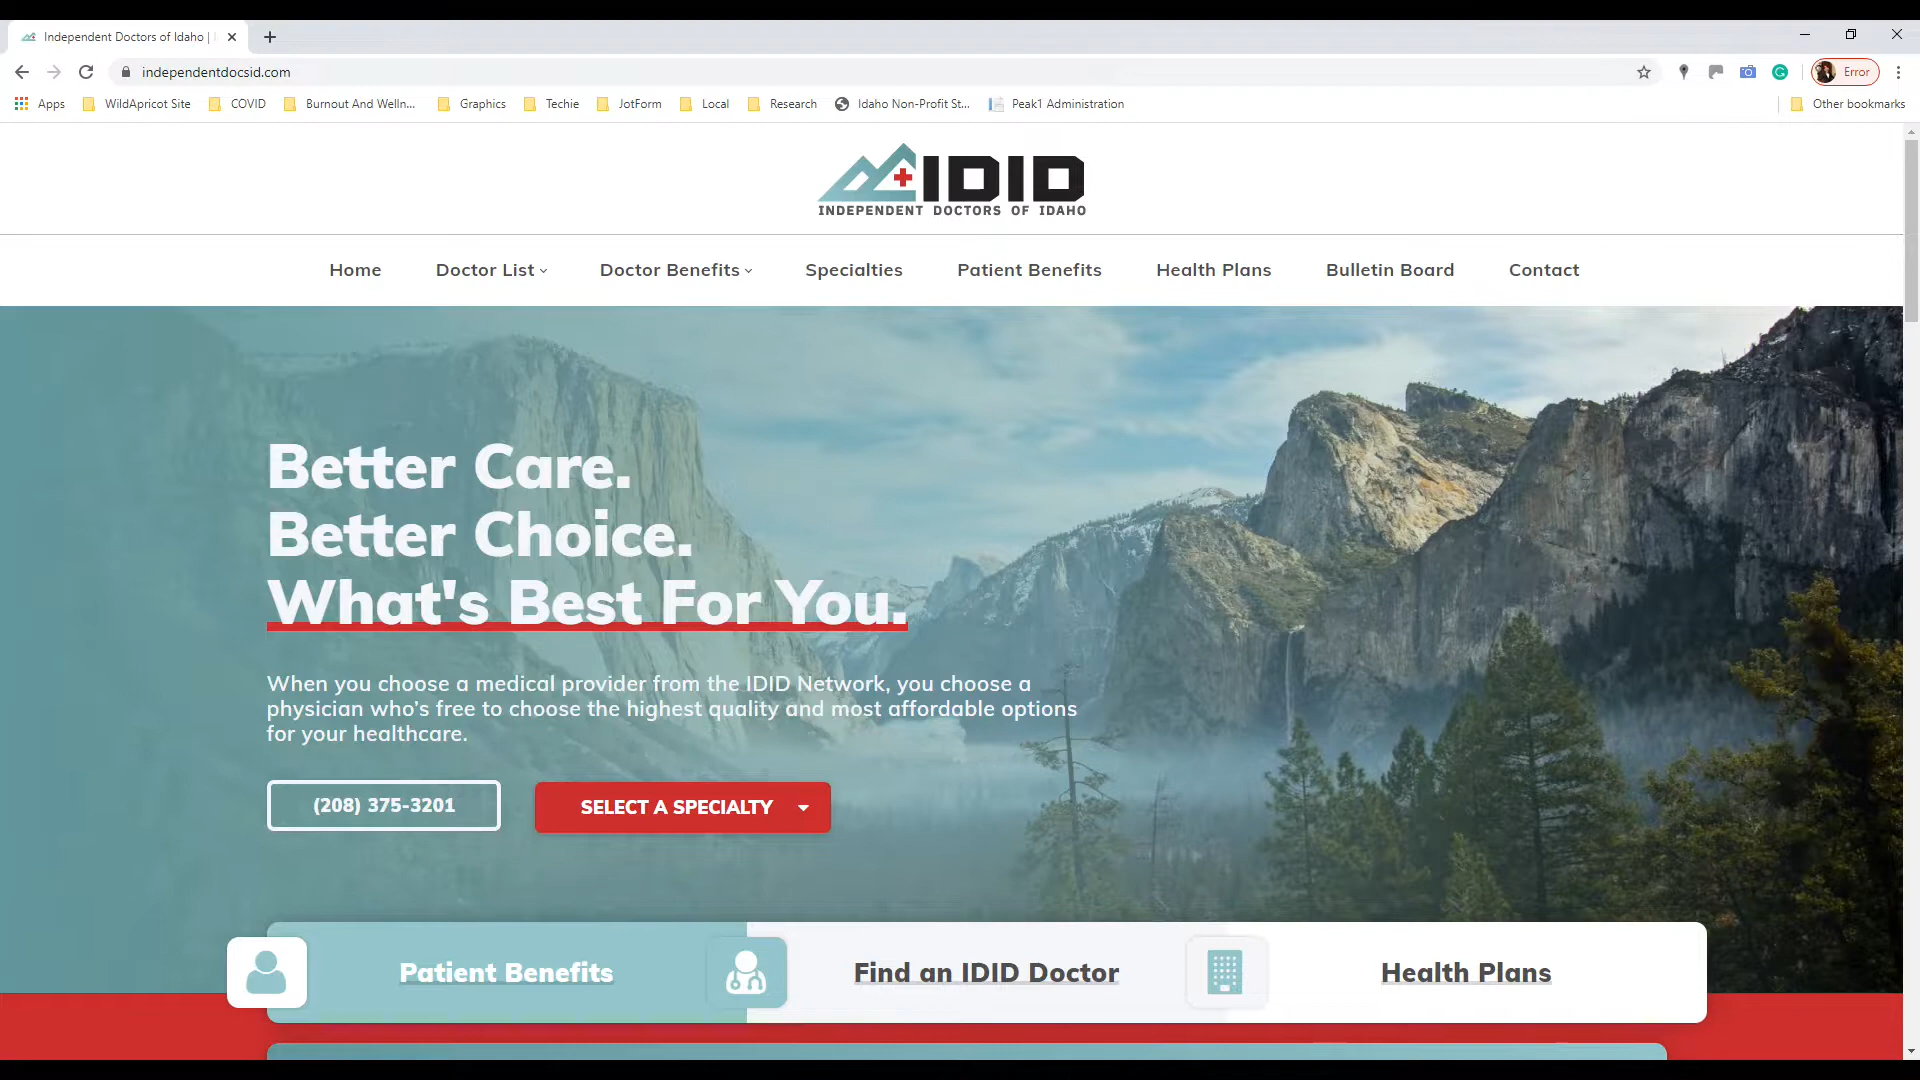 Independent Doctors of Idaho |
independentdocsid.com
Error
Apps
WildApricot Site
COVID
Burnout And Welln...
Graphics
Techie
JotForm
Local
Research
Idaho Non-Profit St...
Peak1 Administration
Other bookmarks
IDID
INDEPENDENT DOCTORS OF IDAHO
Home
Doctor List
Doctor Benefits
Specialties
Patient Benefits
Health Plans
Bulletin Board
Contact
Better Care.
Better Choice.
What's Best For You.
When you choose a medical provider from the IDID Network, you choose a
physician who's free to choose the highest quality and most affordable options
for your healthcare.
(208) 375-3201
SELECT A SPECIALTY
Patient Benefits
Find an IDID Doctor
Health Plans